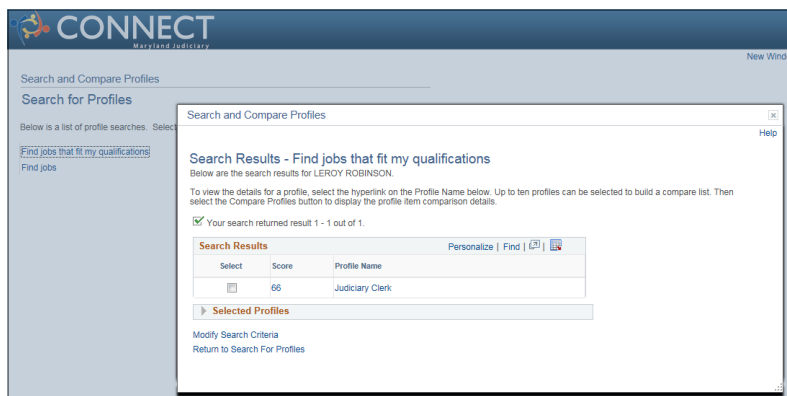 CONNECT
Maryland Judiciary
New Wind
Search and Compare Profiles
Search for Profiles
Below is a list of profile searches. Select
Find jobs that fit my qualifications
Find jobs
Search and Compare Profiles
Help
Search Results - Find jobs that fit my qualifications
Below are the search results for LEROY ROBINSON.
To view the details for a profile, select the hyperlink on the Profile Name below. Up to ten profiles can be selected to build a compare list. Then
select the Compare Profiles button to display the profile item comparison details.
Your search returned result 1 - 1 out of 1.
Search Results Personalize | Find | |
Select Score Profile Name
66 Judiciary Clerk
Selected Profiles
Modify Search Criteria
Return to Search For Profiles